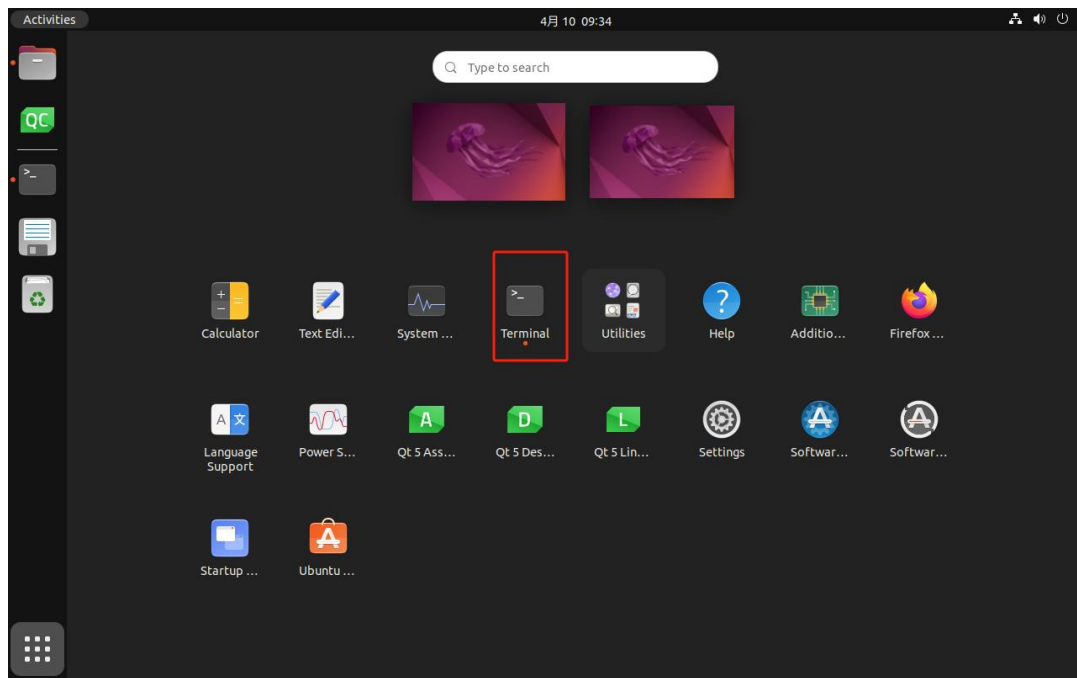 Activities
4月 10 09:34
Type to search
QC
>_
>_
?
Calculator
Text Edi...
System ...
Terminal
Utilities
Help
Additio...
Firefox ...
A 文
A
D
L
Language
Support
Power S...
Qt 5 Ass...
Qt 5 Des...
Qt 5 Lin...
Settings
Softwar...
Softwar...
Startup ...
Ubuntu ...